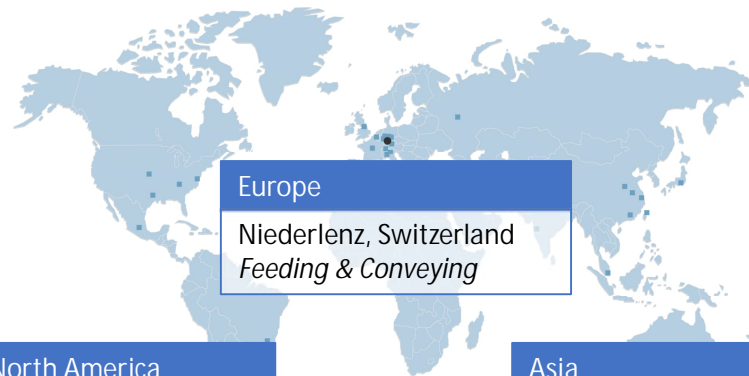 Europe
Niederlenz, Switzerland
Feeding & Conveying
North America
Asia